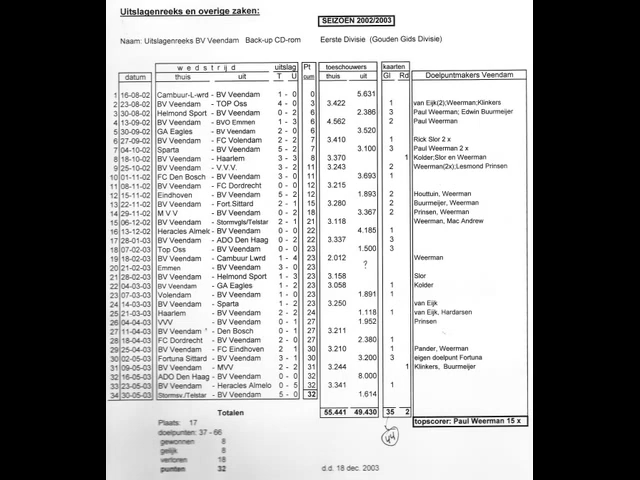 Uitslagenreeks en overige zaken:
SEIZOEN 2002/2003
Naam: Uitslagenreeks BV Veendam Back-up CD-rom Eerste Divisie (Gouden Gids Divisie)
wedstrijd uitslag Pt toeschouwers kaarten
datum thuis uit T U cum thuis uit Gl Rd Doelpuntmakers Veendam
1 16-08-02 Cambuur-L-wrd - BV Veendam 1 - 0 0 5.631
2 23-08-02 BV Veendam - TOP Oss 4 - 0 3 3.422 1 van Eijk(2);Weerman;Klinkers
3 30-08-02 Helmond Sport - BV Veendam 0 - 2 6 2.386 3 Paul Weerman; Edwin Buurmeijer
4 13-09-02 BV Veendam - BVO Emmen 1 - 3 6 4.562 2 Paul Weerman
5 30-09-02 GA Eagles - BV Veendam 2 - 0 6 3.520
6 27-09-02 BV Veendam - FC Volendam 2 - 2 7 3.410 1 Rick Slor 2 x
7 04-10-02 Sparta - BV Veendam 5 - 2 7 3.100 3 Paul Weerman 2 x
8 18-10-02 BV Veendam - Haarlem 3 - 3 8 3.370 1 Kolder;Slor en Weerman
9 25-10-02 BV Veendam - V.V.V. 3 - 2 11 3.243 2 Weerman(2x);Lesmond Prinsen
10 01-11-02 FC Den Bosch - BV Veendam 3 - 0 11 3.693 1
11 08-11-02 BV Veendam - FC Dordrecht 0 - 0 12 3.215
12 15-11-02 Eindhoven - BV Veendam 5 - 2 12 1.893 2 Houttuin, Weerman
13 22-11-02 BV Veendam - Fort.Sittard 2 - 1 15 3.280 2 Buurmeijer, Weerman
14 29-11-02 M.V.V - BV Veendam 0 - 2 18 3.367 2 Prinsen, Weerman
15 06-12-02 BV Veendam - Stormvgls/Telstar 2 - 1 21 3.118 Weerman, Mac Andrew
16 13-12-02 Heracles Almelo - BV Veendam 0 - 0 22 4.185 1
17 28-01-03 BV Veendam - ADO Den Haag 0 - 2 22 3.337 3
18 07-02-03 Top Oss - BV Veendam 3 - 0 22 1.500 3
19 18-02-03 BV Veendam - Cambuur Lwrd 1 - 4 22 2.012 Weerman
20 21-02-03 Emmen - BV Veendam 3 - 0 22 ?
21 28-02-03 BV Veendam - Helmond Sport 1 - 3 22 3.158 Slor
22 04-03-03 BV Veendam - GA Eagles 1 - 2 22 3.058 1 Kolder
23 07-03-03 Volendam - BV Veendam 1 - 0 22 1.891 1
24 14-03-03 BV Veendam - Sparta 1 - 2 22 3.250 van Eijk
25 21-03-03 Haarlem - BV Veendam 2 - 2 24 1.118 1 van Eijk, Hardarsen
26 04-04-03 VVV - BV Veendam 0 - 1 27 1.952 Prinsen
27 11-04-03 BV Veendam - Den Bosch 0 - 1 27 3.211
28 18-04-03 FC Dordrecht - BV Veendam 2 - 0 27 2.380 1
29 25-04-03 BV Veendam - FC Eindhoven 2 - 1 30 3.210 1 Pander, Weerman
30 02-05-03 Fortuna Sittard - BV Veendam 3 - 1 30 3.200 3 eigen doelpunt Fortuna
31 09-05-03 BV Veendam - MVV 2 - 2 31 3.244 1 Klinkers, Buurmeijer
32 16-05-03 ADO Den Haag - BV Veendam 0 - 0 32 8.000
33 23-05-03 BV Veendam - Heracles Almelo 0 - 5 32 3.341 1
34 30-05-03 Stormsv./Telstar - BV Veendam 5 - 0 32 1.614
Totalen 55.441 49.430 35 2
topscorer: Paul Weerman 15 x
Plaats: 17
doelpunten: 37 - 66
gewonnen 8
gelijk 8
verloren 18
punten 32
44
d.d. 18 dec. 2003